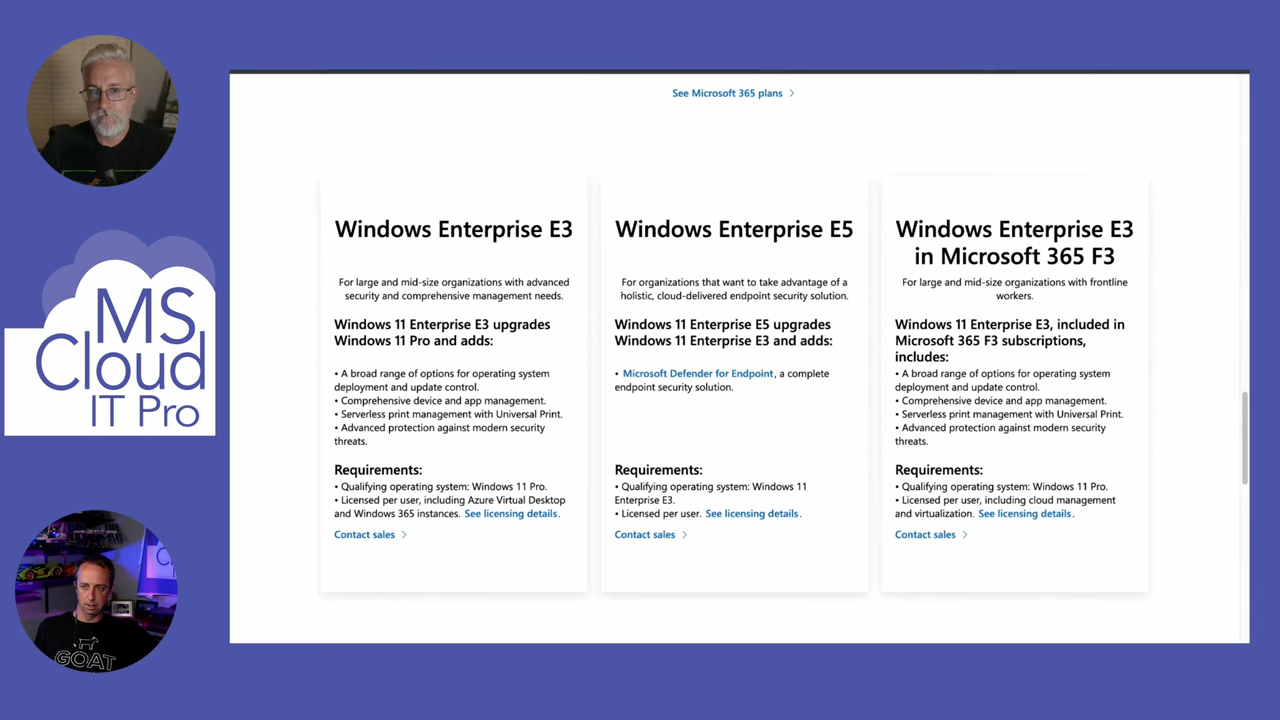 See Microsoft 365 plans
MS
Cloud
IT Pro
GOAT
Windows Enterprise E3
For large and mid-size organizations with advanced
security and comprehensive management needs.
Windows 11 Enterprise E3 upgrades
Windows 11 Pro and adds:
• A broad range of options for operating system
deployment and update control.
• Comprehensive device and app management.
• Serverless print management with Universal Print.
• Advanced protection against modern security
threats.
Requirements:
• Qualifying operating system: Windows 11 Pro.
• Licensed per user, including Azure Virtual Desktop
and Windows 365 instances. See licensing details.
Contact sales
Windows Enterprise E5
For organizations that want to take advantage of a
holistic, cloud-delivered endpoint security solution.
Windows 11 Enterprise E5 upgrades
Windows 11 Enterprise E3 and adds:
• Microsoft Defender for Endpoint, a complete
endpoint security solution.
Requirements:
• Qualifying operating system: Windows 11
Enterprise E3.
• Licensed per user. See licensing details.
Contact sales
Windows Enterprise E3
in Microsoft 365 F3
For large and mid-size organizations with frontline
workers.
Windows 11 Enterprise E3, included in
Microsoft 365 F3 subscriptions,
includes:
• A broad range of options for operating system
deployment and update control.
• Comprehensive device and app management.
• Serverless print management with Universal Print.
• Advanced protection against modern security
threats.
Requirements:
• Qualifying operating system: Windows 11 Pro.
• Licensed per user, including cloud management
and virtualization. See licensing details.
Contact sales